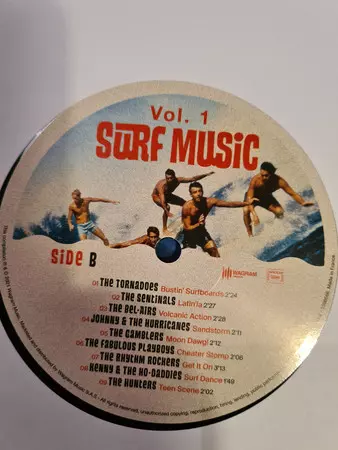 Vol. 1
SURF MUSIC
SIDE B
WAGRAM
01 THE TORNADOES Bustin' Surfboards 2'24
02 THE SENTINALS Latin'ia 2'27
03 THE BEL-AIRS Volcanic Action 2'28
04 JOHNNY & THE HURRICANES Sandstorm 2'11
05 THE GAMBLERS Moon Dawg! 2'12
06 THE FABULOUS PLAYBOYS Cheater Stomp 2'08
07 THE RHYTHM ROCKERS Get It On 3'13
08 KENNY & THE HO-DADDIES Surf Dance 1'49
09 THE HUNTERS Teen Scene 2'02
Made in France